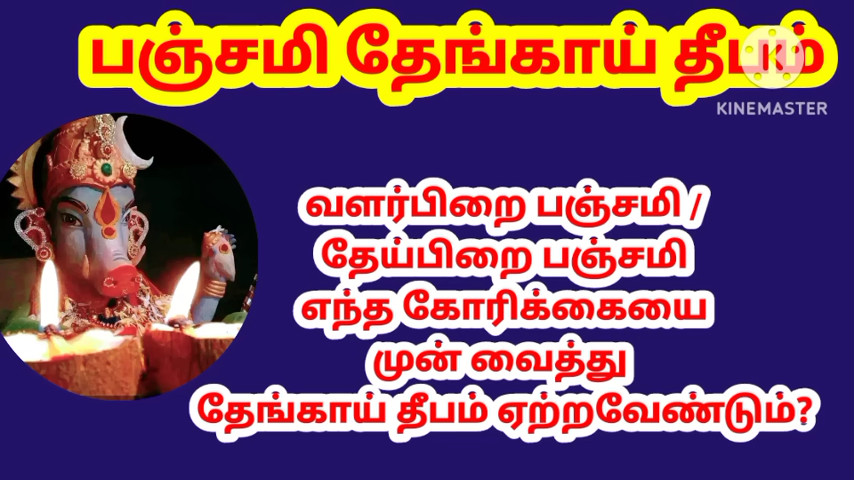 பஞ்சமி தேங்காய் தீபம்
KINEMASTER
வளர்பிறை பஞ்சமி /
தேய்பிறை பஞ்சமி
எந்த கோரிக்கையை
முன் வைத்து
தேங்காய் தீபம் ஏற்றவேண்டும்?